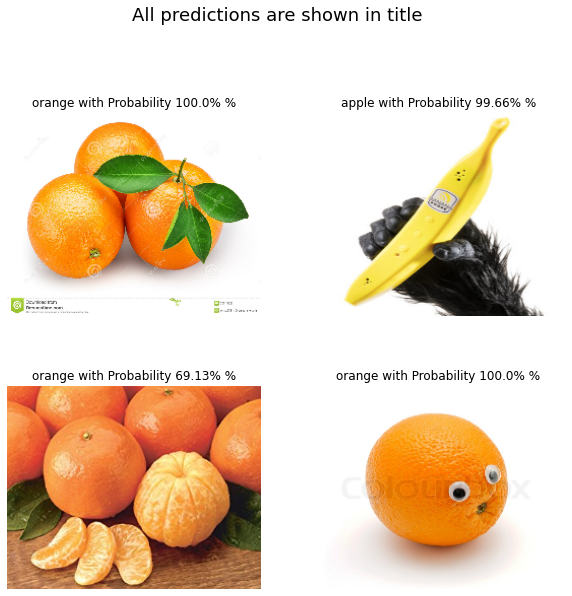 All predictions are shown in title
orange with Probability 100.0% %
apple with Probability 99.66% %
orange with Probability 69.13% %
orange with Probability 100.0% %